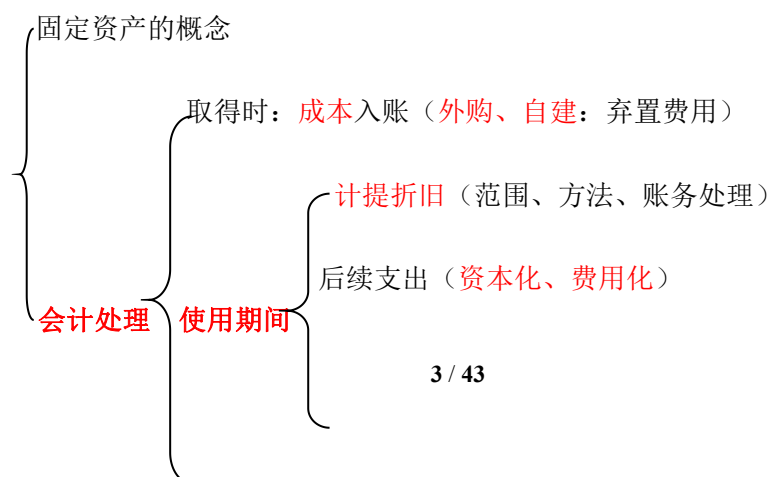 固定资产的概念
取得时：成本入账（外购、自建：弃置费用）
计提折旧（范围、方法、账务处理）
后续支出（资本化、费用化）
会计处理 使用期间
3 / 43